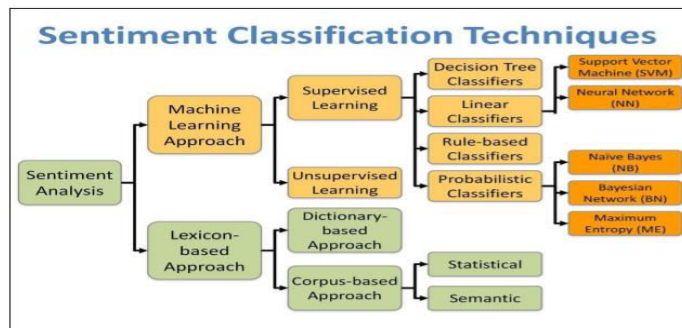 Sentiment Classification Techniques
Sentiment
Analysis
Machine
Learning
Approach
Lexicon-
based
Approach
Supervised
Learning
Unsupervised
Learning
Dictionary-
based
Approach
Corpus-based
Approach
Decision Tree
Classifiers
Linear
Classifiers
Rule-based
Classifiers
Probabilistic
Classifiers
Statistical
Semantic
Support Vector
Machine (SVM)
Neural Network
(NN)
Naïve Bayes
(NB)
Bayesian
Network (BN)
Maximum
Entropy (ME)